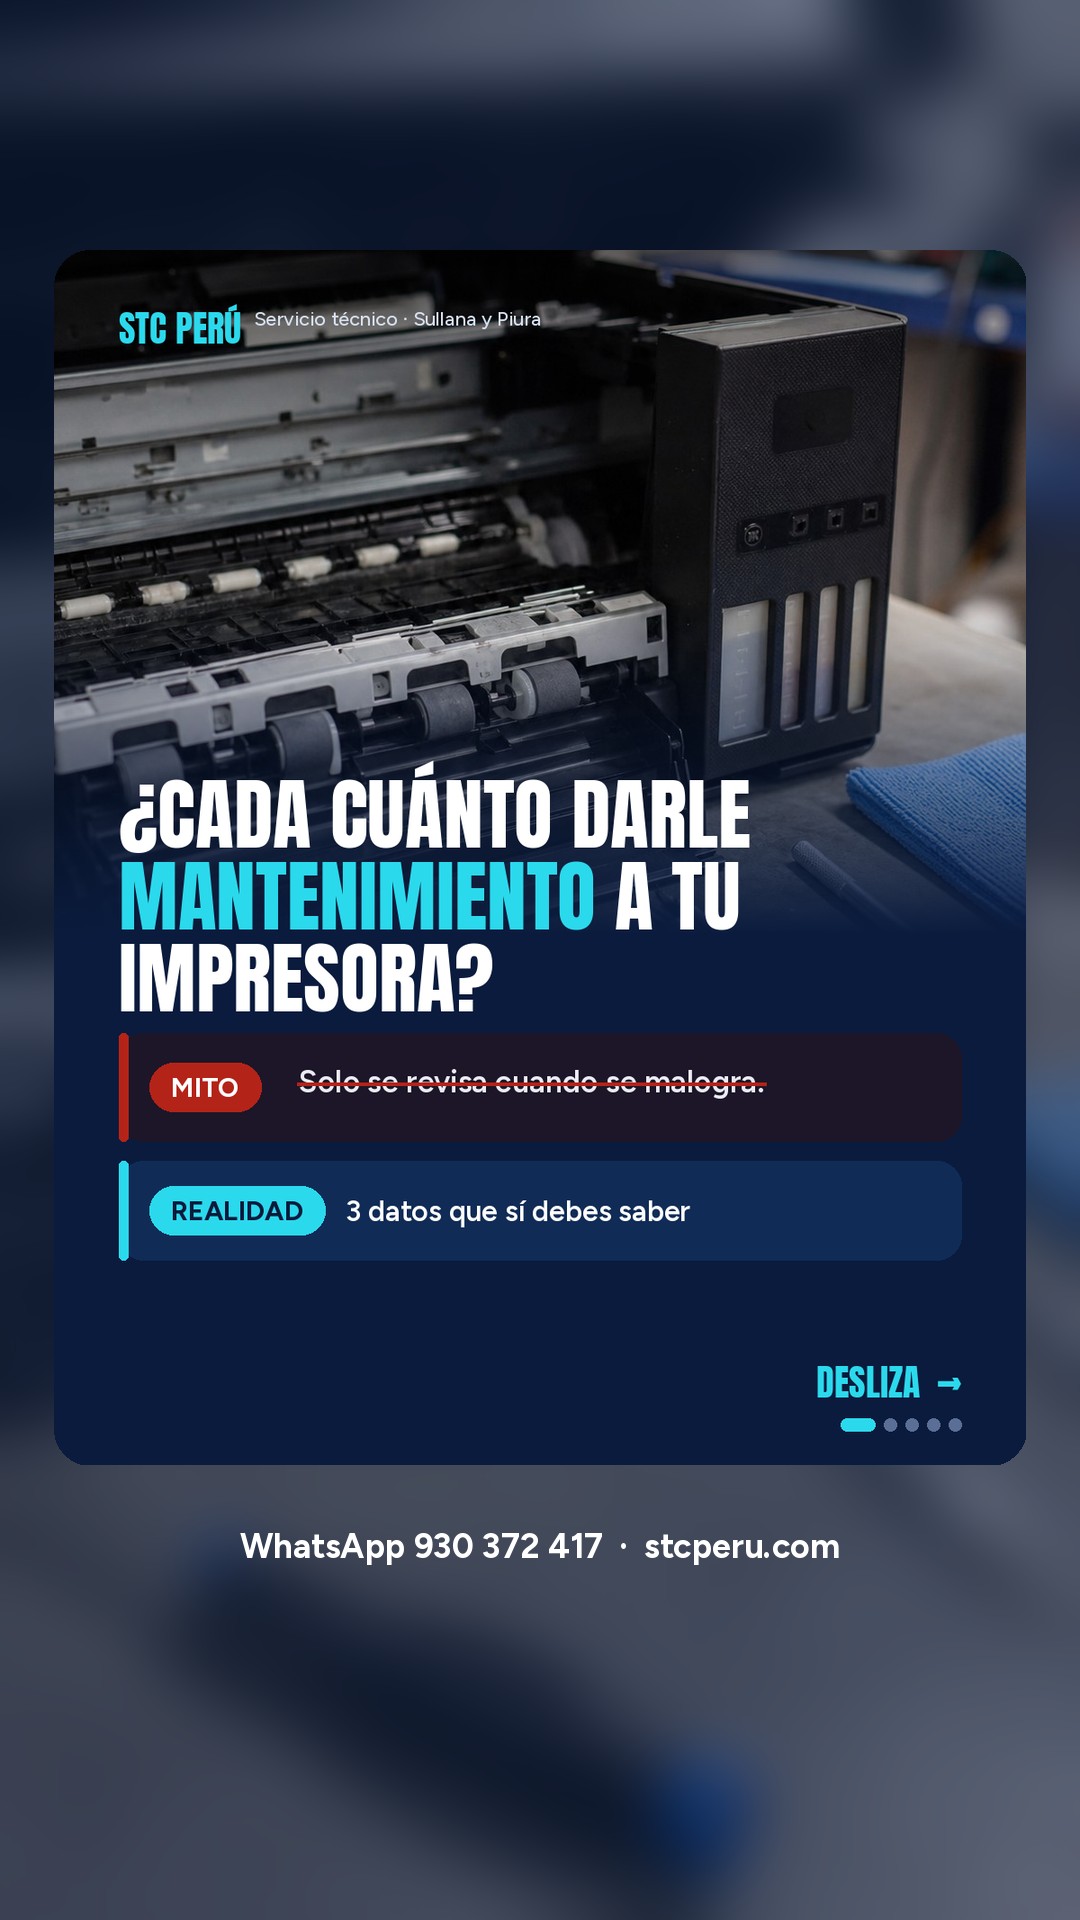 STC PERÚ Servicio técnico · Sullana y Piura
¿CADA CUÁNTO DARLE
MANTENIMIENTO A TU
IMPRESORA?
MITO Solo se revisa cuando se malogra.
REALIDAD 3 datos que sí debes saber
DESLIZA →
WhatsApp 930 372 417 · stcperu.com